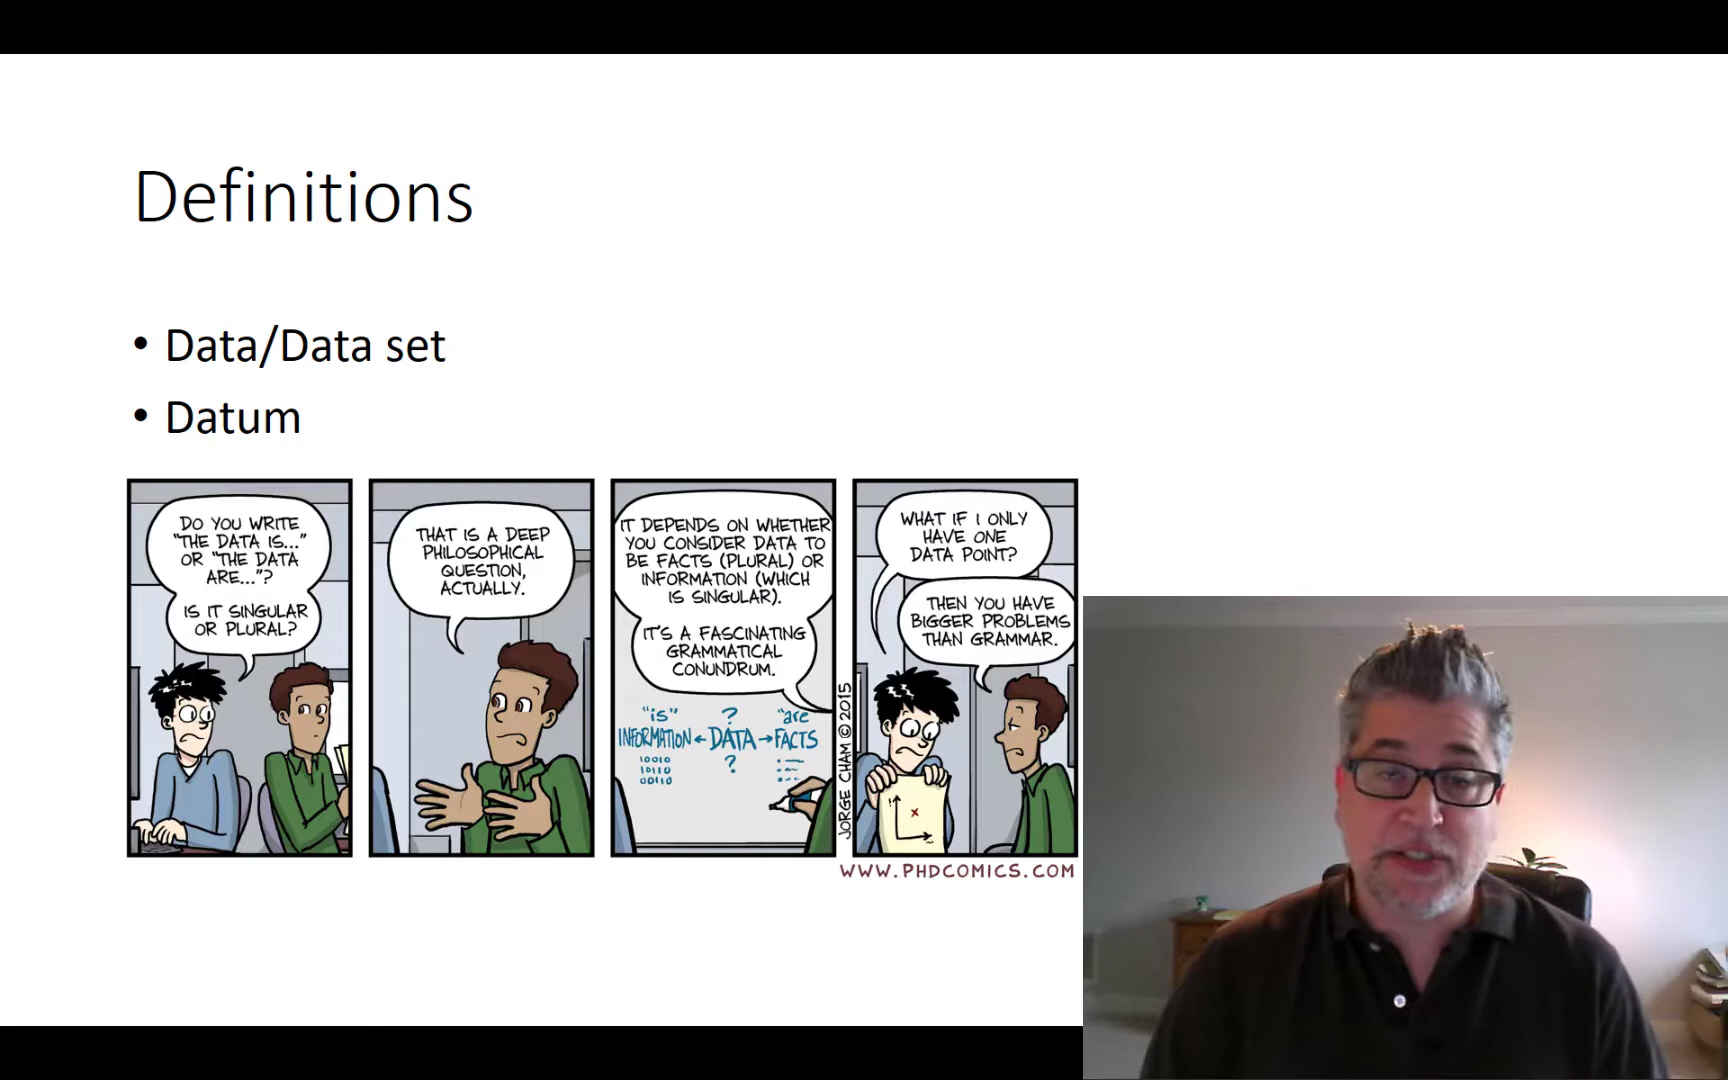 Definitions
• Data/Data set
• Datum
DO YOU WRITE
"THE DATA IS..."
OR "THE DATA
ARE..."?
IS IT SINGULAR
OR PLURAL?
THAT IS A DEEP
PHILOSOPHICAL
QUESTION,
ACTUALLY.
IT DEPENDS ON WHETHER
YOU CONSIDER DATA TO
BE FACTS (PLURAL) OR
INFORMATION (WHICH
IS SINGULAR).
IT'S A FASCINATING
GRAMMATICAL
CONUNDRUM.
"is" ? "are
INFORMATION ← DATA → FACTS
10010
10110
00110
?
WHAT IF I ONLY
HAVE ONE
DATA POINT?
THEN YOU HAVE
BIGGER PROBLEMS
THAN GRAMMAR.
JORGE CHAM © 2015
WWW.PHDCOMICS.COM